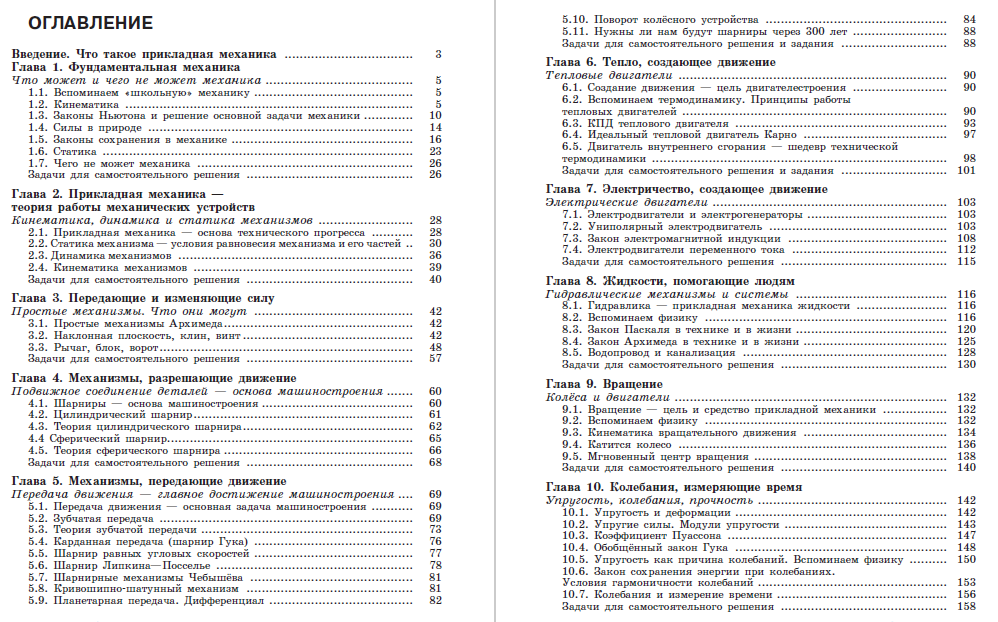 ОГЛАВЛЕНИЕ
Введение. Что такое прикладная механика ................................ 3
Глава 1. Фундаментальная механика
Что может и чего не может механика .................................... 5
1.1. Вспоминаем «школьную» механику ....................................... 5
1.2. Кинематика ....................................... 5
1.3. Законы Ньютона и решение основной задачи механики ............ 10
1.4. Силы в природе ....................................... 14
1.5. Законы сохранения в механике ....................................... 16
1.6. Статика ....................................... 23
1.7. Чего не может механика ....................................... 26
Задачи для самостоятельного решения ....................................... 26
Глава 2. Прикладная механика —
теория работы механических устройств
Кинематика, динамика и статика механизмов ....................... 28
2.1. Прикладная механика — основа технического прогресса .......... 28
2.2. Статика механизма — условия равновесия механизма и его частей .. 30
2.3. Динамика механизмов ....................................... 36
2.4. Кинематика механизмов ....................................... 39
Задачи для самостоятельного решения ....................................... 40
Глава 3. Передающие и изменяющие силу
Простые механизмы. Что они могут ....................................... 42
3.1. Простые механизмы Архимеда....................................... 42
3.2. Наклонная плоскость, клин, винт....................................... 42
3.3. Рычаг, блок, ворот....................................... 48
Задачи для самостоятельного решения ....................................... 57
Глава 4. Механизмы, разрешающие движение
Подвижное соединение деталей — основа машиностроения ....... 60
4.1. Шарниры — основа машиностроения ....................................... 60
4.2. Цилиндрический шарнир....................................... 61
4.3. Теория цилиндрического шарнира....................................... 62
4.4 Сферический шарнир....................................... 65
4.5. Теория сферического шарнира ....................................... 66
Задачи для самостоятельного решения ....................................... 68
Глава 5. Механизмы, передающие движение
Передача движения — главное достижение машиностроения .... 69
5.1. Передача движения — основная задача машиностроения ........... 69
5.2. Зубчатая передача ....................................... 69
5.3. Теория зубчатой передачи ....................................... 73
5.4. Карданная передача (шарнир Гука) ....................................... 76
5.5. Шарнир равных угловых скоростей ....................................... 77
5.6. Шарнир Липкина—Посселье ....................................... 78
5.7. Шарнирные механизмы Чебышёва ....................................... 81
5.8. Кривошипно-шатунный механизм ....................................... 81
5.9. Планетарная передача. Дифференциал ....................................... 82
5.10. Поворот колёсного устройства ....................................... 84
5.11. Нужны ли нам будут шарниры через 300 лет ........................ 88
Задачи для самостоятельного решения и задания ........................ 88
Глава 6. Тепло, создающее движение
Тепловые двигатели ....................................... 90
6.1. Создание движения — цель двигателестроения ........................ 90
6.2. Вспоминаем термодинамику. Принципы работы
тепловых двигателей ....................................... 90
6.3. КПД теплового двигателя ....................................... 93
6.4. Идеальный тепловой двигатель Карно ....................................... 97
6.5. Двигатель внутреннего сгорания — шедевр технической
термодинамики ....................................... 98
Задачи для самостоятельного решения и задания ........................ 101
Глава 7. Электричество, создающее движение
Электрические двигатели ....................................... 103
7.1. Электродвигатели и электрогенераторы ....................................... 103
7.2. Униполярный электродвигатель ....................................... 103
7.3. Закон электромагнитной индукции ....................................... 108
7.4. Электродвигатели переменного тока ....................................... 112
Задачи для самостоятельного решения ....................................... 115
Глава 8. Жидкости, помогающие людям
Гидравлические механизмы и системы ....................................... 116
8.1. Гидравлика — прикладная механика жидкости ........................ 116
8.2. Вспоминаем физику ....................................... 116
8.3. Закон Паскаля в технике и в жизни ....................................... 120
8.4. Закон Архимеда в технике и в жизни ....................................... 125
8.5. Водопровод и канализация ....................................... 128
Задачи для самостоятельного решения ....................................... 130
Глава 9. Вращение
Колёса и двигатели ....................................... 132
9.1. Вращение — цель и средство прикладной механики ................ 132
9.2. Вспоминаем физику ....................................... 132
9.3. Кинематика вращательного движения ....................................... 134
9.4. Катится колесо ....................................... 136
9.5. Мгновенный центр вращения ....................................... 138
Задачи для самостоятельного решения ....................................... 140
Глава 10. Колебания, измеряющие время
Упругость, колебания, прочность ....................................... 142
10.1. Упругость и деформации ....................................... 142
10.2. Упругие силы. Модули упругости ....................................... 143
10.3. Коэффициент Пуассона ....................................... 147
10.4. Обобщённый закон Гука ....................................... 148
10.5. Упругость как причина колебаний. Вспоминаем физику .......... 150
10.6. Закон сохранения энергии при колебаниях.
Условия гармоничности колебаний ....................................... 153
10.7. Колебания и измерение времени ....................................... 156
Задачи для самостоятельного решения ....................................... 158